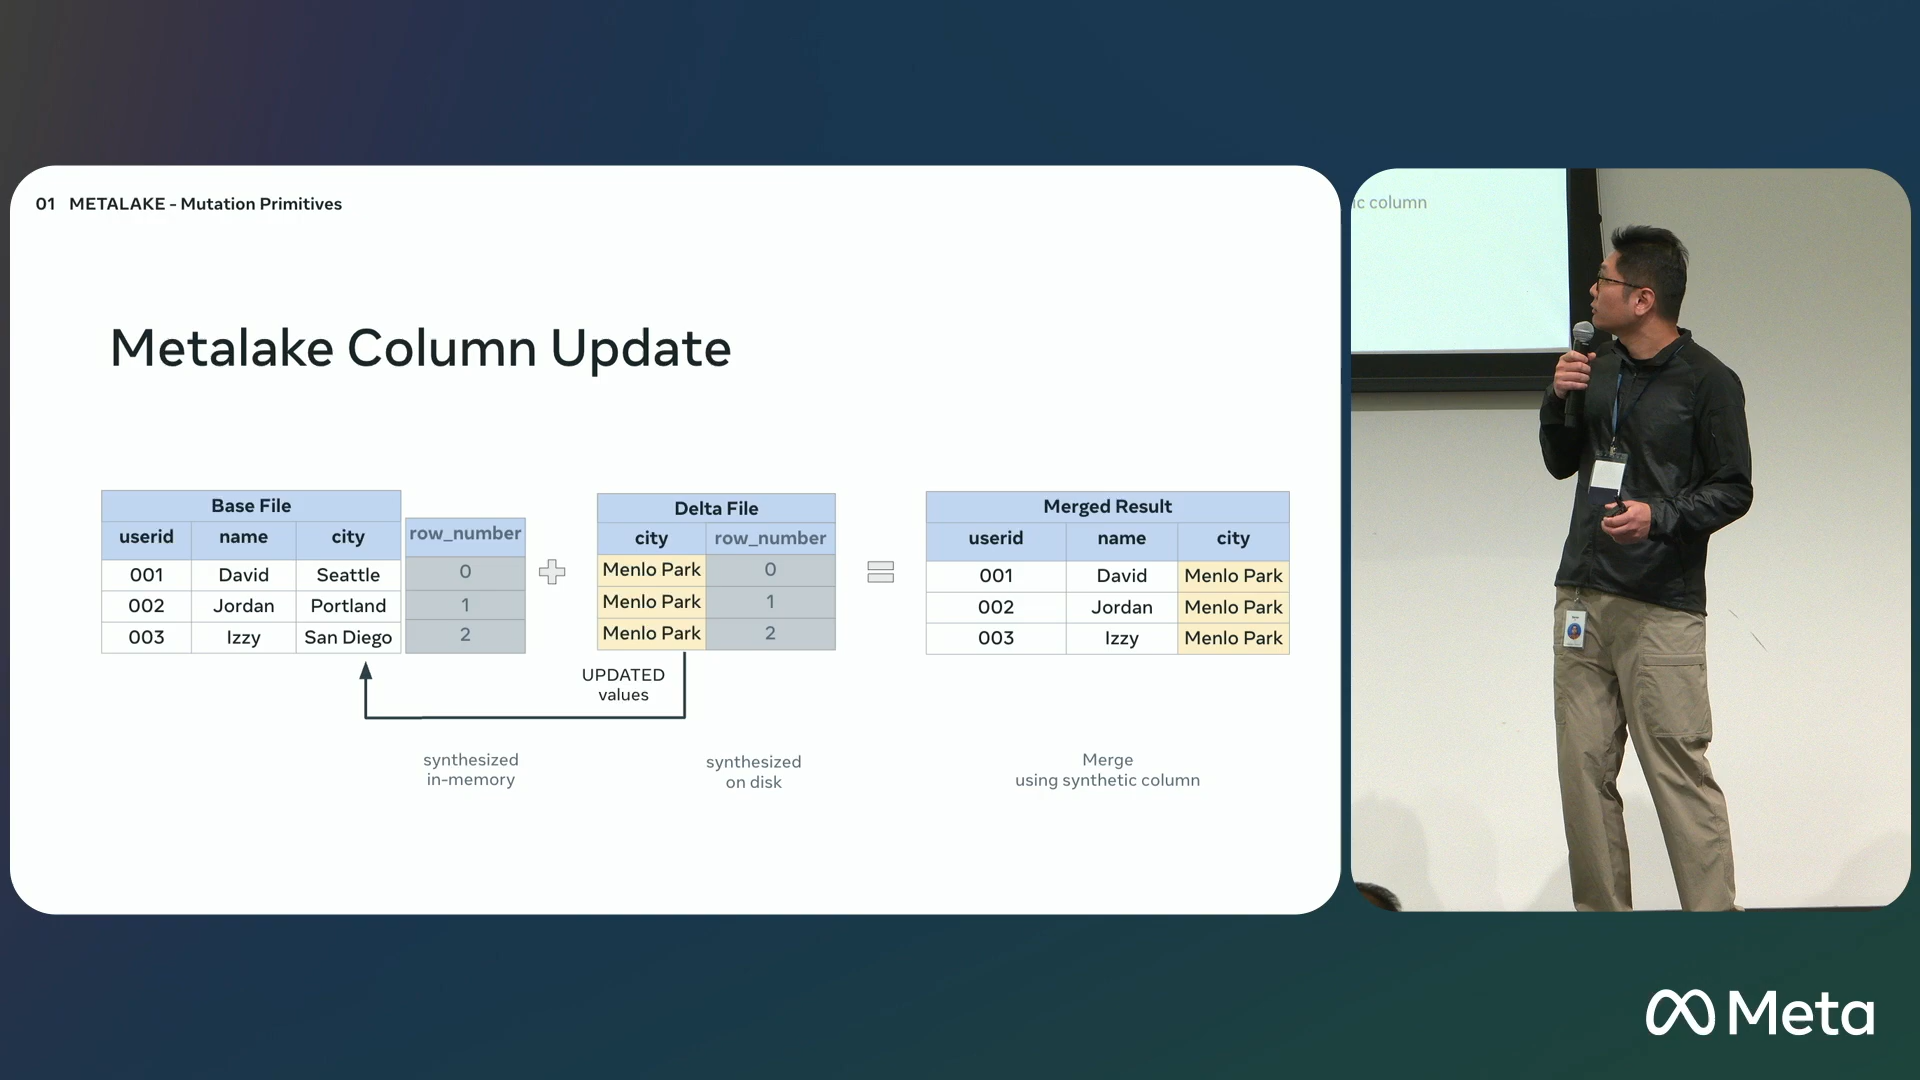 01 METALAKE - Mutation Primitives
Metalake Column Update
Base File
userid name city row_number
001 David Seattle 0
002 Jordan Portland 1
003 Izzy San Diego 2
Delta File
city row_number
Menlo Park 0
Menlo Park 1
Menlo Park 2
Merged Result
userid name city
001 David Menlo Park
002 Jordan Menlo Park
003 Izzy Menlo Park
UPDATED
values
synthesized
in-memory
synthesized
on disk
Merge
using synthetic column
ic column
Meta